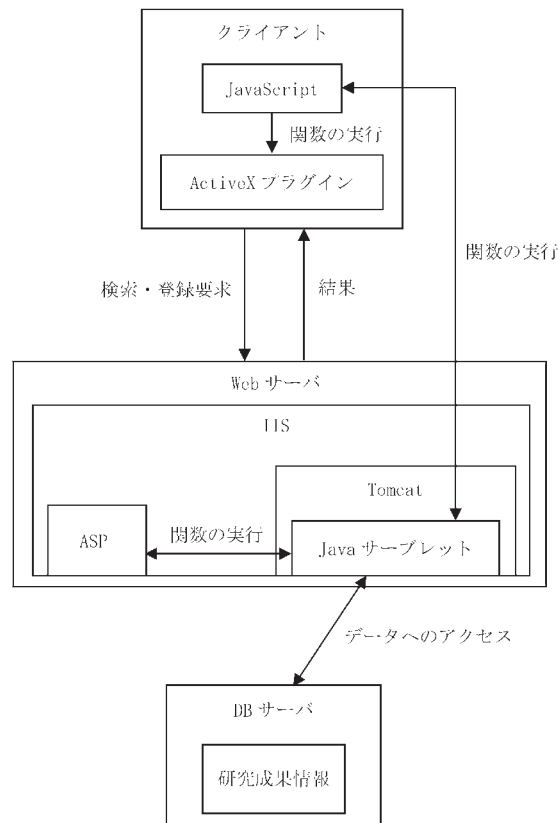 クライアント
JavaScript
関数の実行
ActiveX プラグイン
関数の実行
検索・登録要求
結果
Web サーバ
IIS
Tomcat
ASP
関数の実行
Java サーブレット
データへのアクセス
DB サーバ
研究成果情報